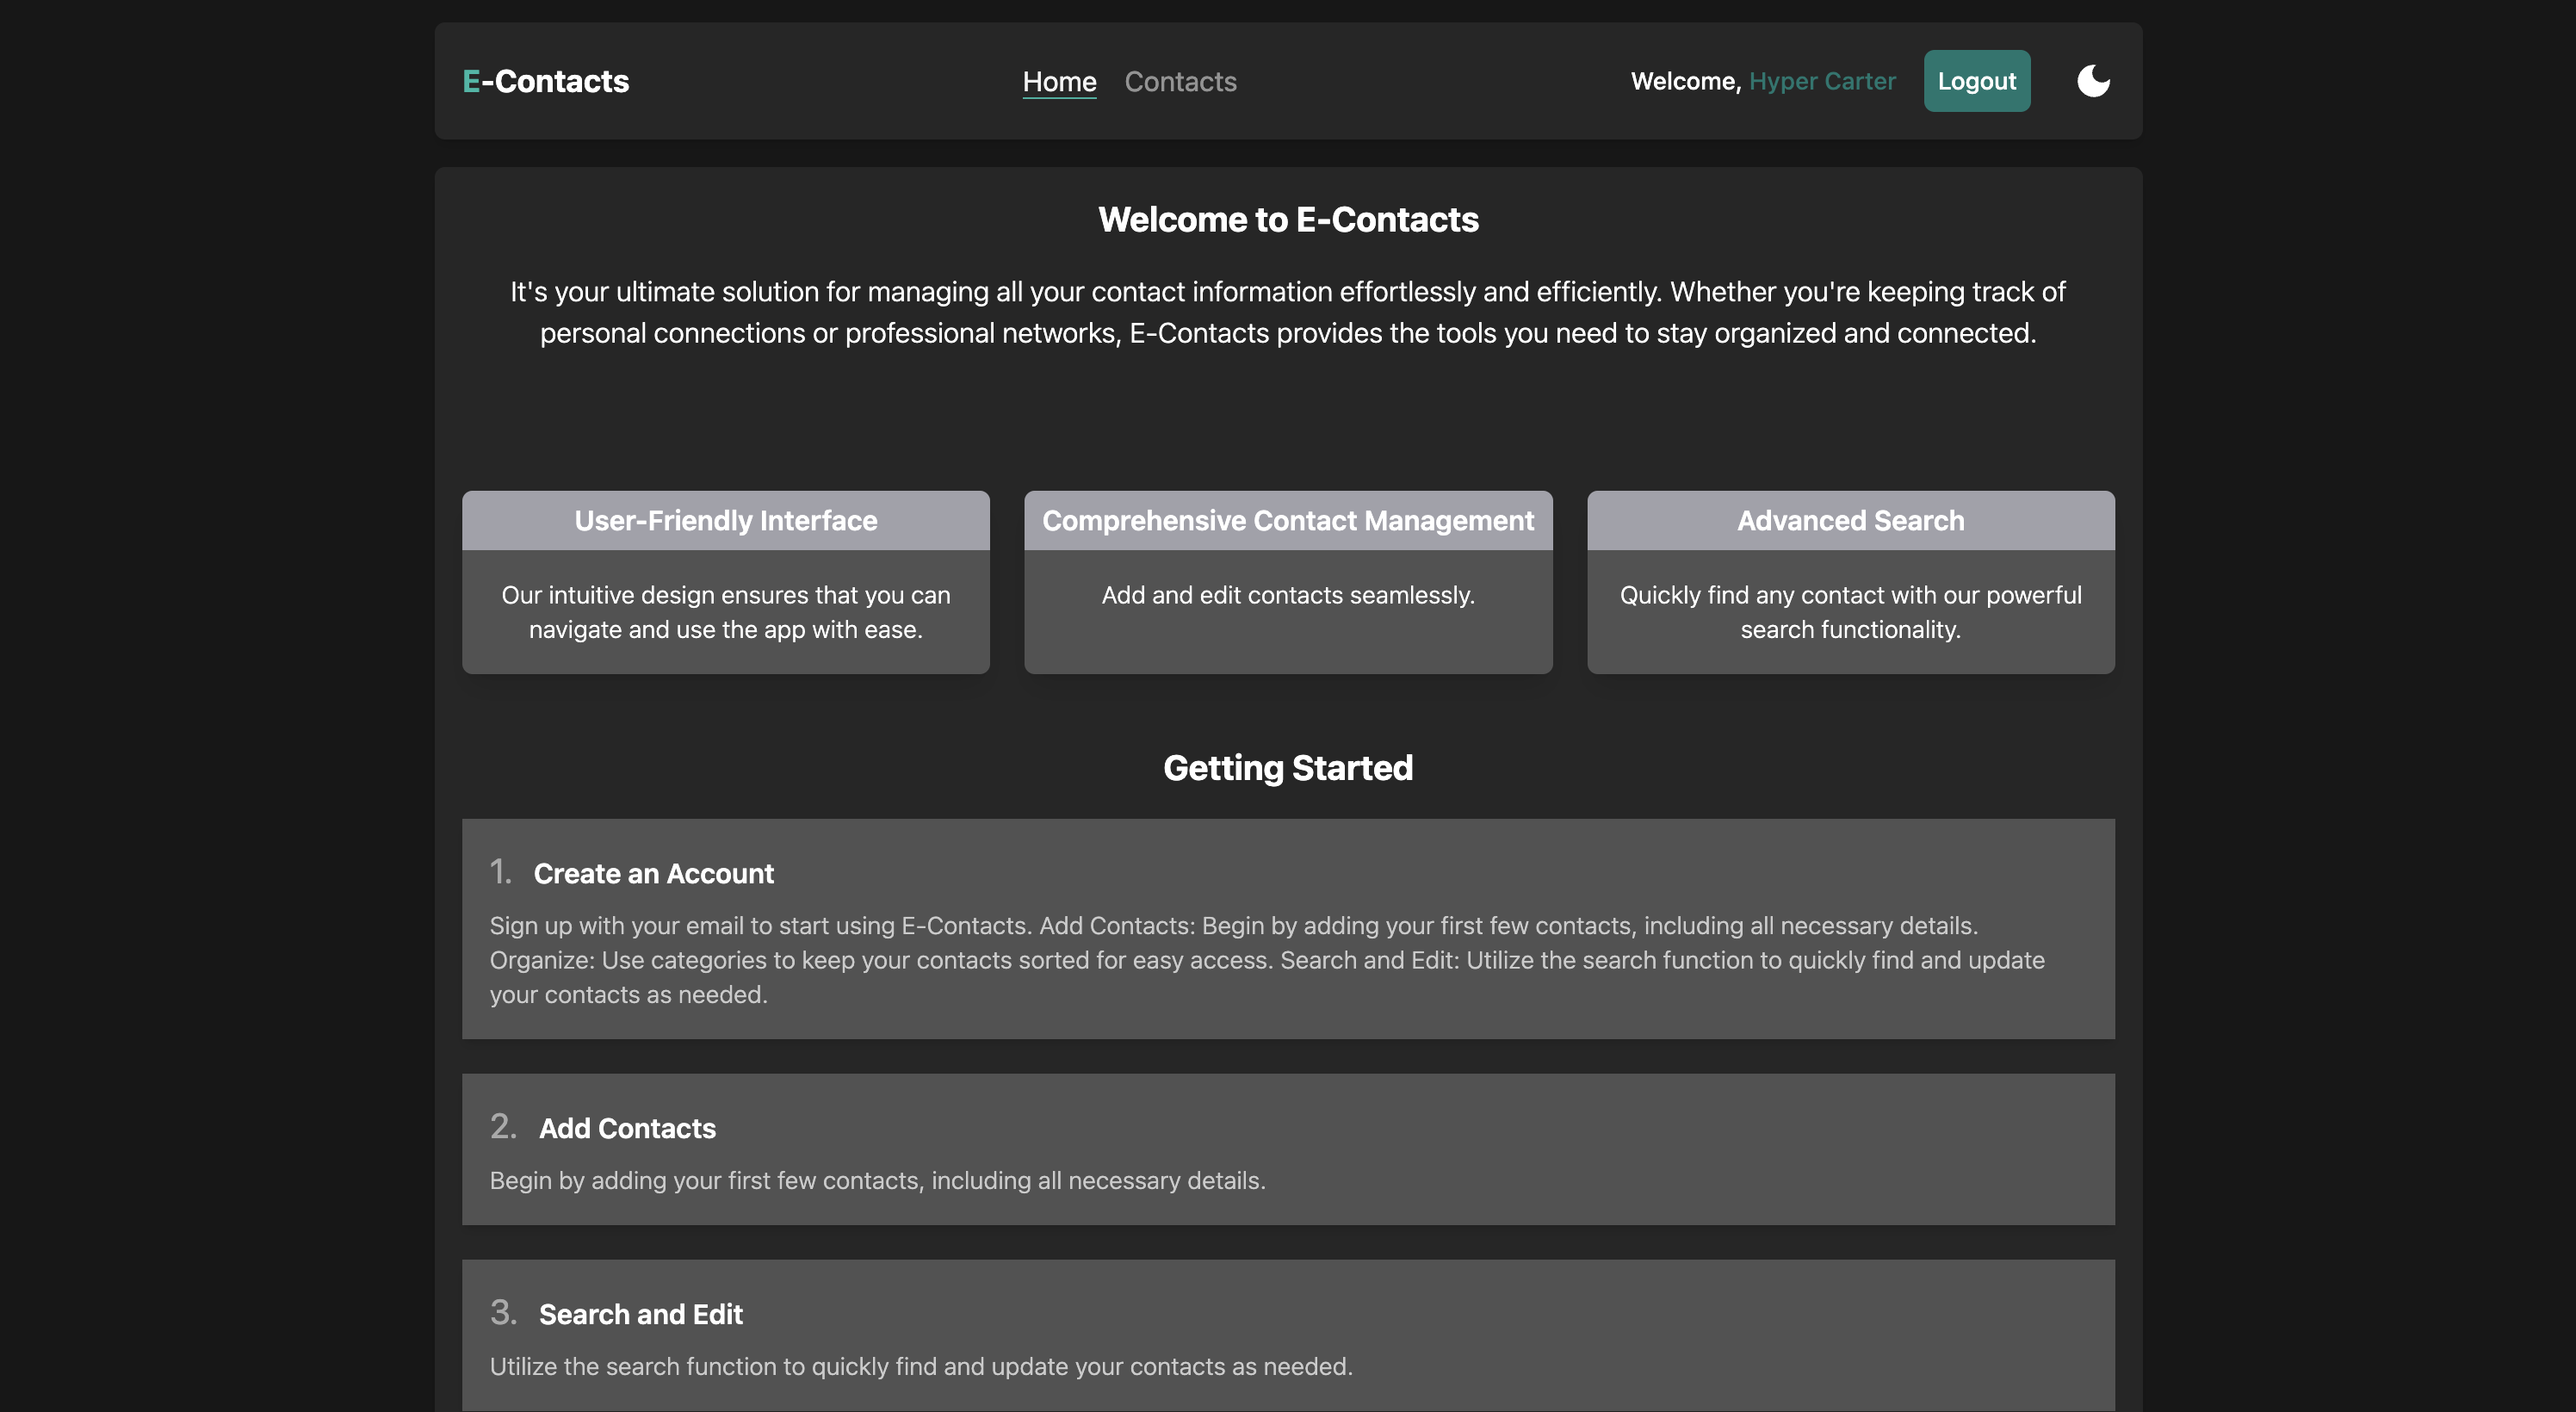 E-Contacts
Home Contacts
Welcome, Hyper Carter Logout
Welcome to E-Contacts
It's your ultimate solution for managing all your contact information effortlessly and efficiently. Whether you're keeping track of
personal connections or professional networks, E-Contacts provides the tools you need to stay organized and connected.
User-Friendly Interface
Our intuitive design ensures that you can
navigate and use the app with ease.
Comprehensive Contact Management
Add and edit contacts seamlessly.
Advanced Search
Quickly find any contact with our powerful
search functionality.
Getting Started
1. Create an Account
Sign up with your email to start using E-Contacts. Add Contacts: Begin by adding your first few contacts, including all necessary details.
Organize: Use categories to keep your contacts sorted for easy access. Search and Edit: Utilize the search function to quickly find and update
your contacts as needed.
2. Add Contacts
Begin by adding your first few contacts, including all necessary details.
3. Search and Edit
Utilize the search function to quickly find and update your contacts as needed.